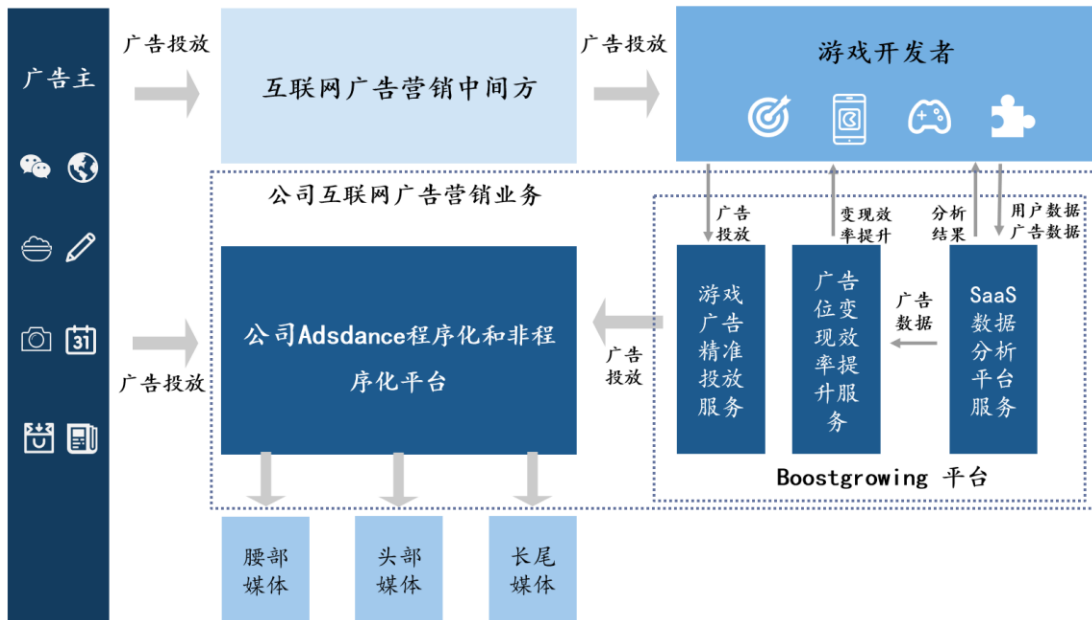 广告主
广告投放
互联网广告营销中间方
广告投放
游戏开发者
公司互联网广告营销业务
广告
投放
变现效
率提升
分析
结果
用户数据
广告数据
31
广告投放
公司Adsdance程序化和非程
序化平台
广告
投放
游戏
广告
精准
投放
服务
广告
位变
现效
率提
升服
务
广告
数据
SaaS
数据
分析
平台
服务
Boostgrowing 平台
腰部
媒体
头部
媒体
长尾
媒体